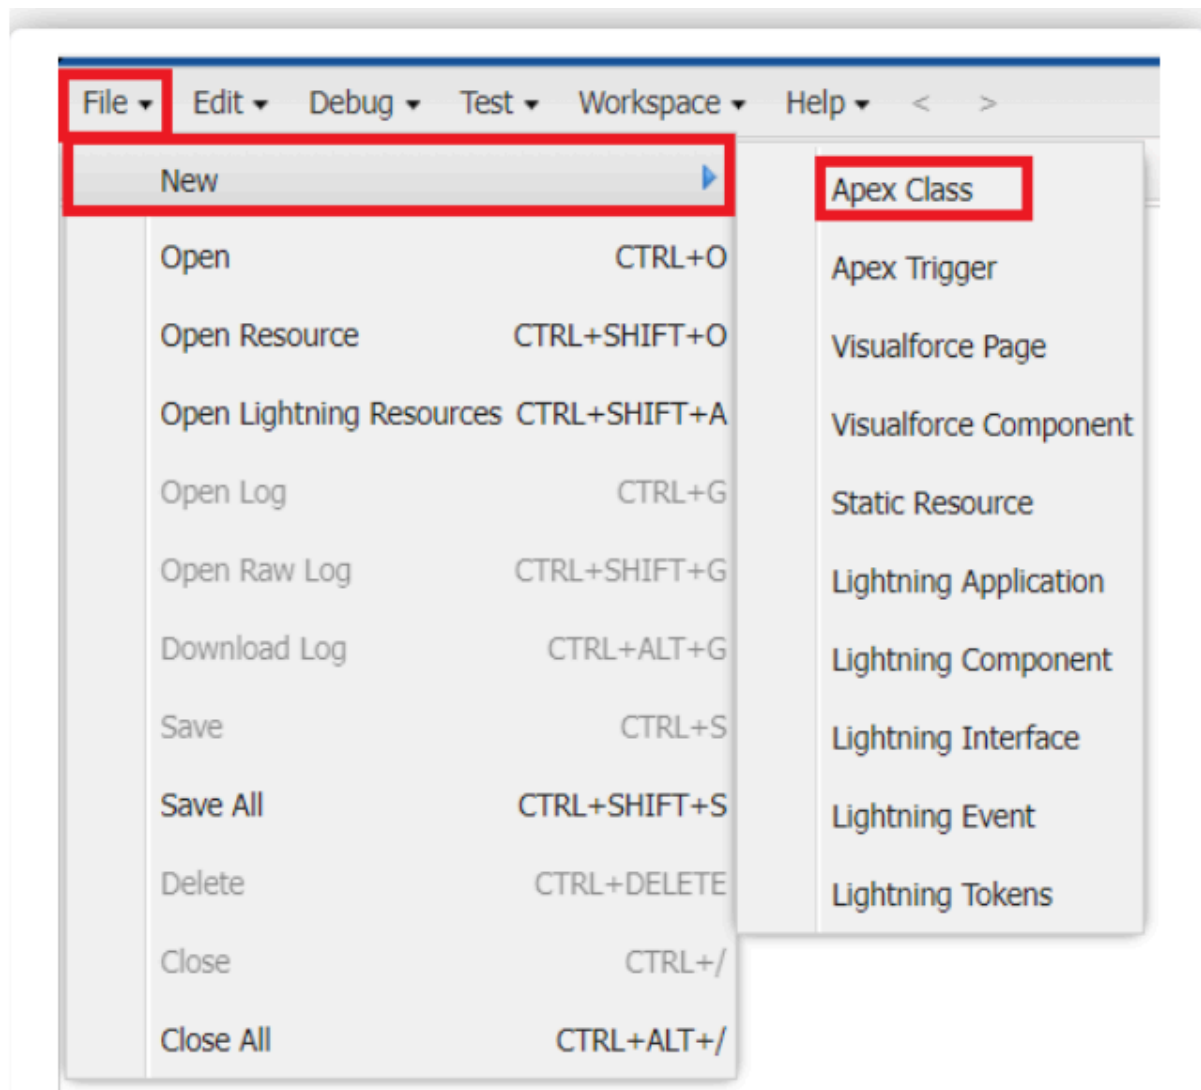 File Edit Debug Test Workspace Help < >
New
Open CTRL+O
Open Resource CTRL+SHIFT+O
Open Lightning Resources CTRL+SHIFT+A
Open Log CTRL+G
Open Raw Log CTRL+SHIFT+G
Download Log CTRL+ALT+G
Save CTRL+S
Save All CTRL+SHIFT+S
Delete CTRL+DELETE
Close CTRL+/
Close All CTRL+ALT+/
Apex Class
Apex Trigger
Visualforce Page
Visualforce Component
Static Resource
Lightning Application
Lightning Component
Lightning Interface
Lightning Event
Lightning Tokens